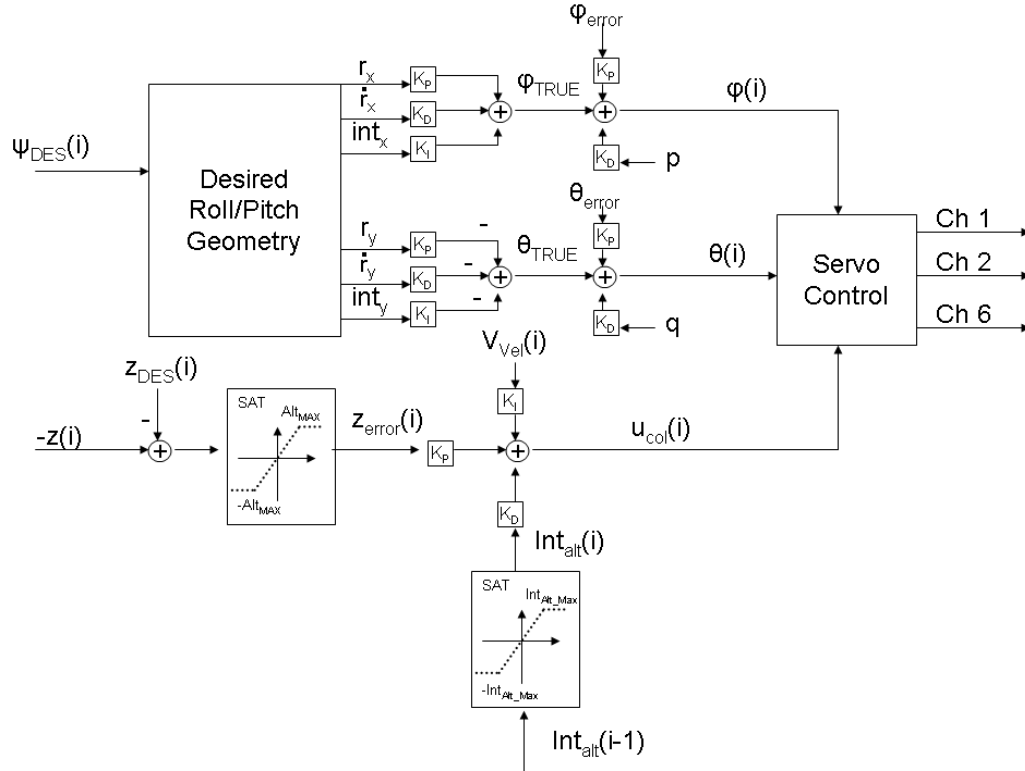 φerror
rx
KP
KP
ṙx
φTRUE
φ(i)
KD
intx
KI
KD
p
ψDES(i)
Desired
Roll/Pitch
Geometry
θerror
ry
-
KP
KP
Ch 1
ṙy
-
θTRUE
θ(i)
Servo
Control
Ch 2
KD
inty
-
KI
KD
q
Ch 6
VVel(i)
zDES(i)
-
SAT
AltMAX
KI
-z(i)
zerror(i)
KP
ucol(i)
-AltMAX
KD
Intalt(i)
SAT
IntAlt_Max
-IntAlt_Max
Intalt(i-1)